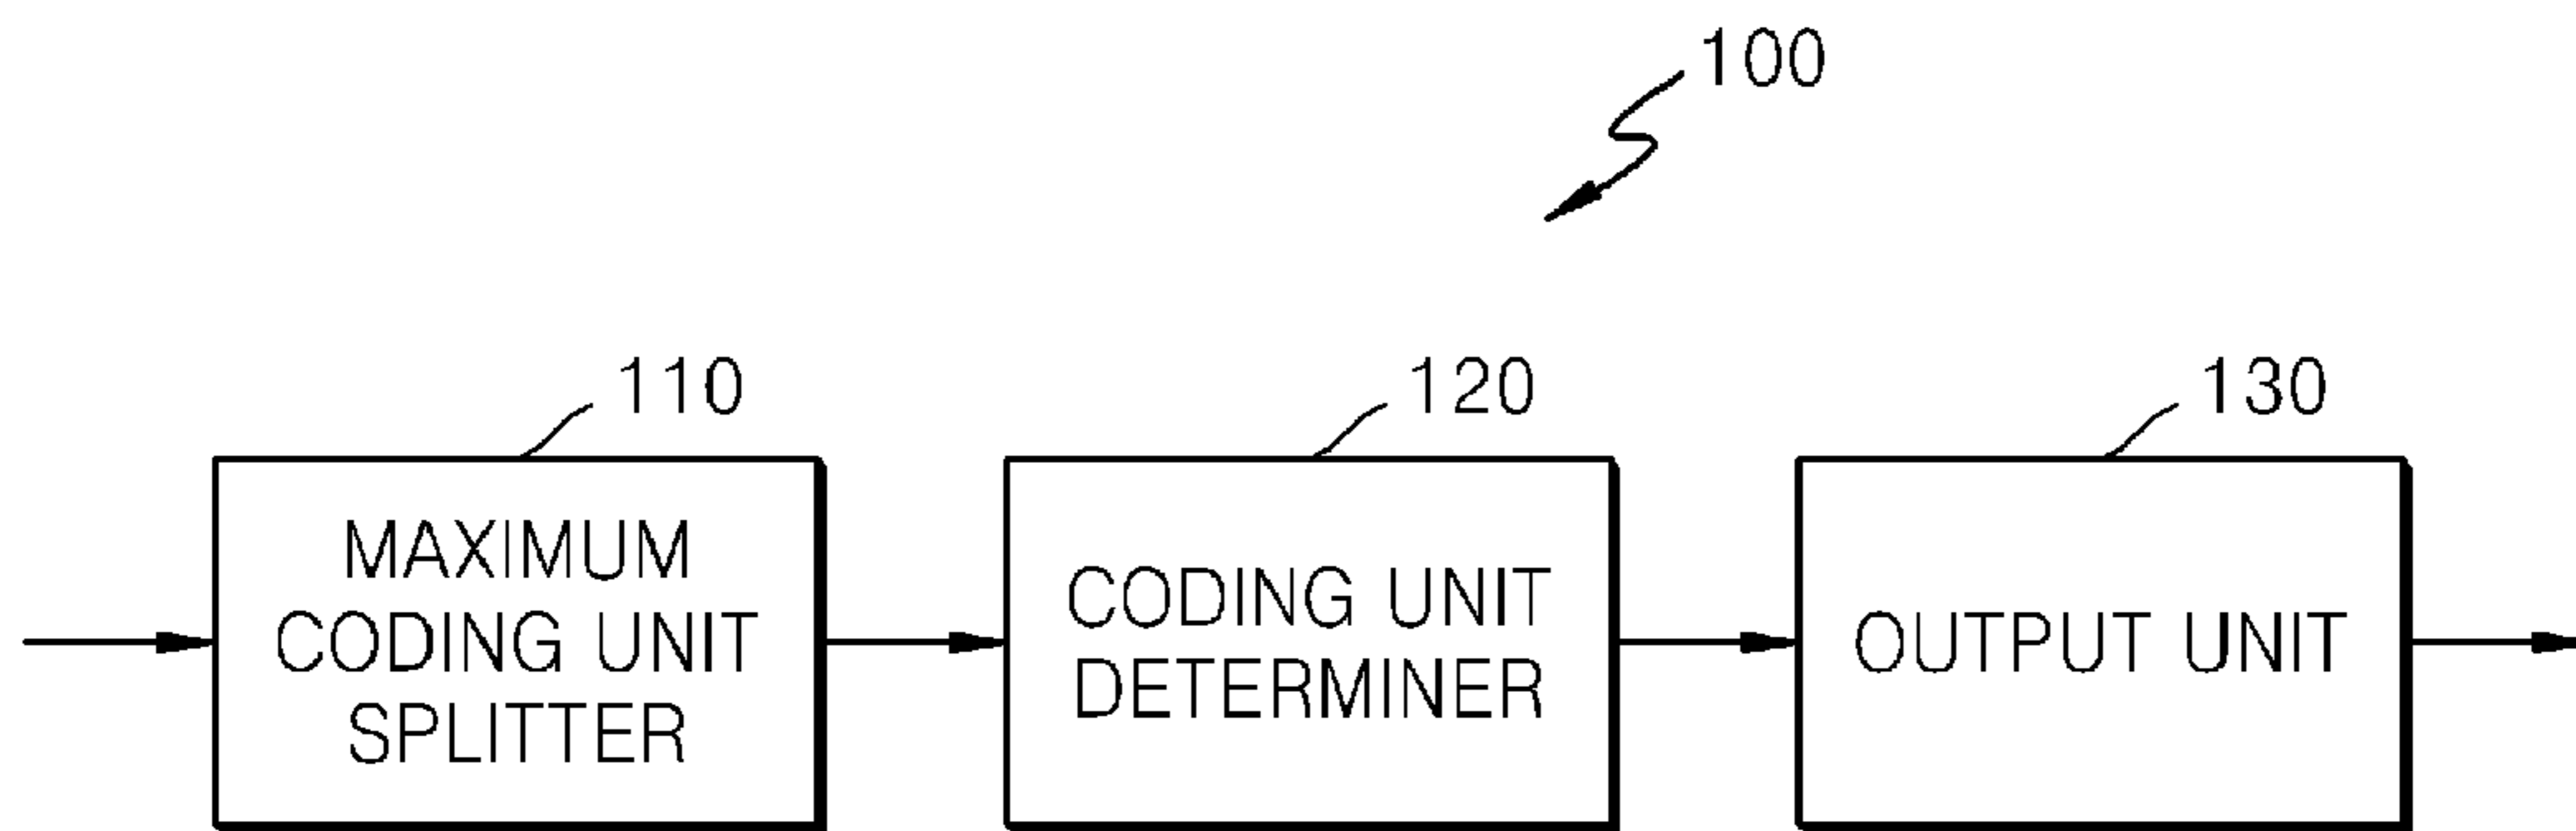 100
110
120
130
MAXIMUM
CODING UNIT
SPLITTER
CODING UNIT
DETERMINER
OUTPUT UNIT